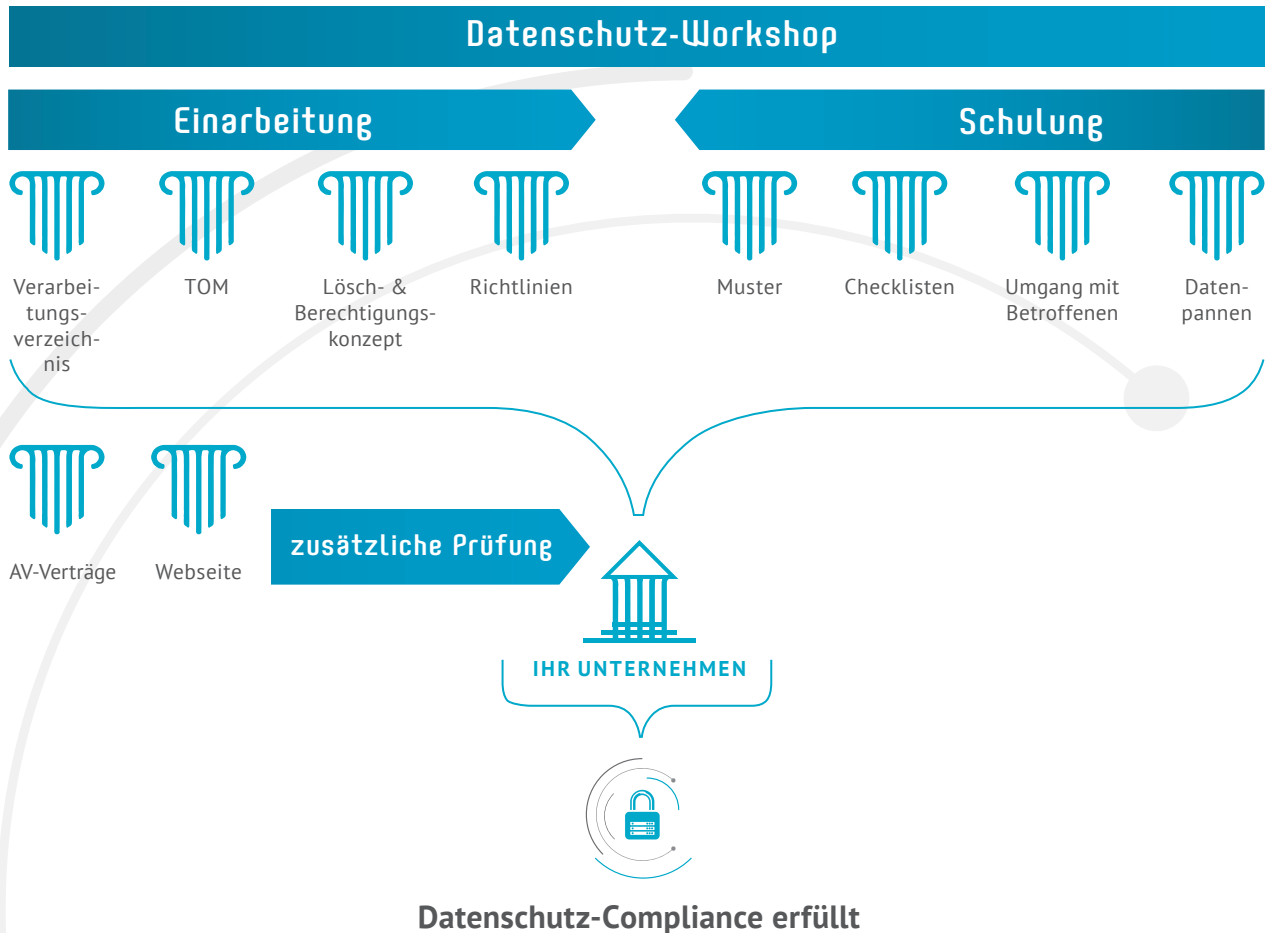 Datenschutz-Workshop
Einarbeitung
Schulung
Verarbei-
tungs-
verzeich-
nis
TOM
Lösch- &
Berechtigungs-
konzept
Richtlinien
Muster
Checklisten
Umgang mit
Betroffenen
Daten-
pannen
AV-Verträge
Webseite
zusätzliche Prüfung
IHR UNTERNEHMEN
Datenschutz-Compliance erfüllt